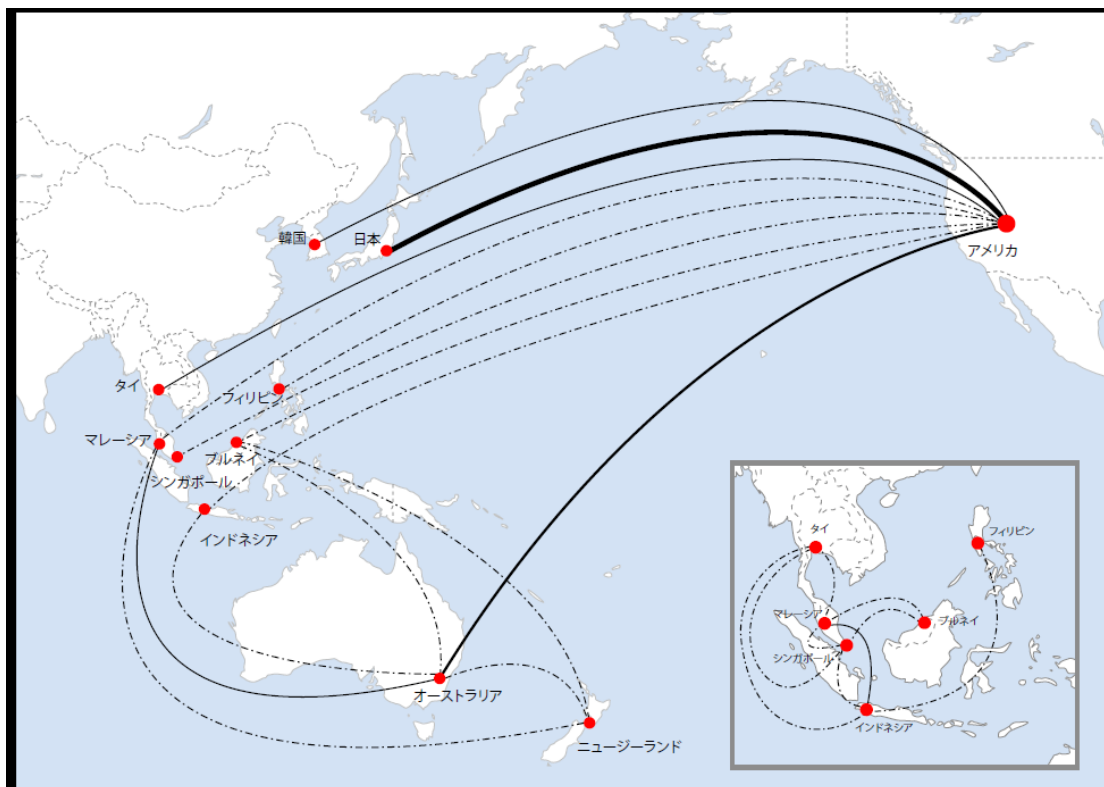 韓国
日本
アメリカ
タイ
フィリピン
マレーシア
ブルネイ
シンガポール
インドネシア
オーストラリア
ニュージーランド
タイ
フィリピン
マレーシア
ブルネイ
シンガポール
インドネシア